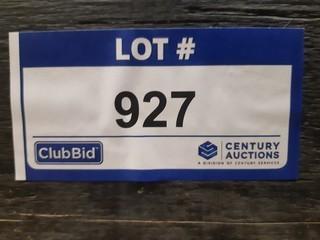 LOT #
927
ClubBid
CENTURY
AUCTIONS
A DIVISION OF CENTURY SERVICES